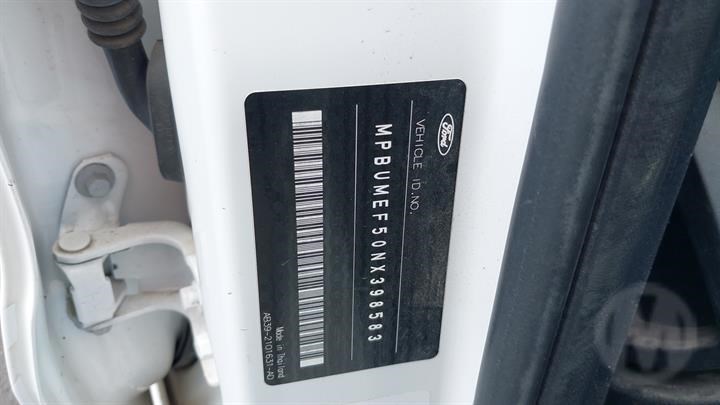 Ford
VEHICLE ID.NO.
MPBUMEF50NX398583
Made in
Thailand
AB39-2101631-AD
M